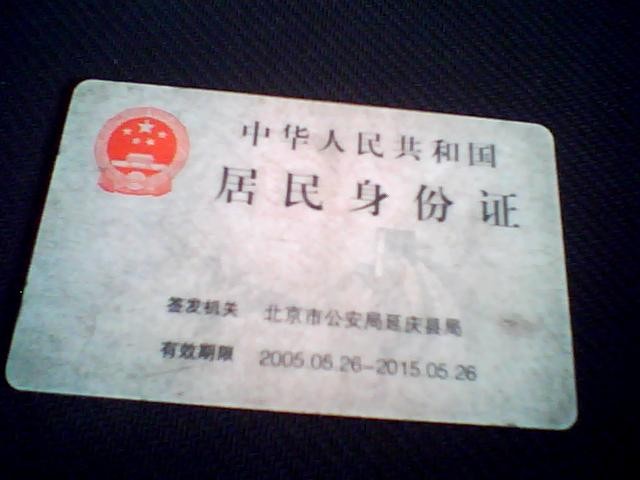 中华人民共和国
居民身份证
签发机关 北京市公安局延庆县局
有效期限 2005.05.26-2015.05.26